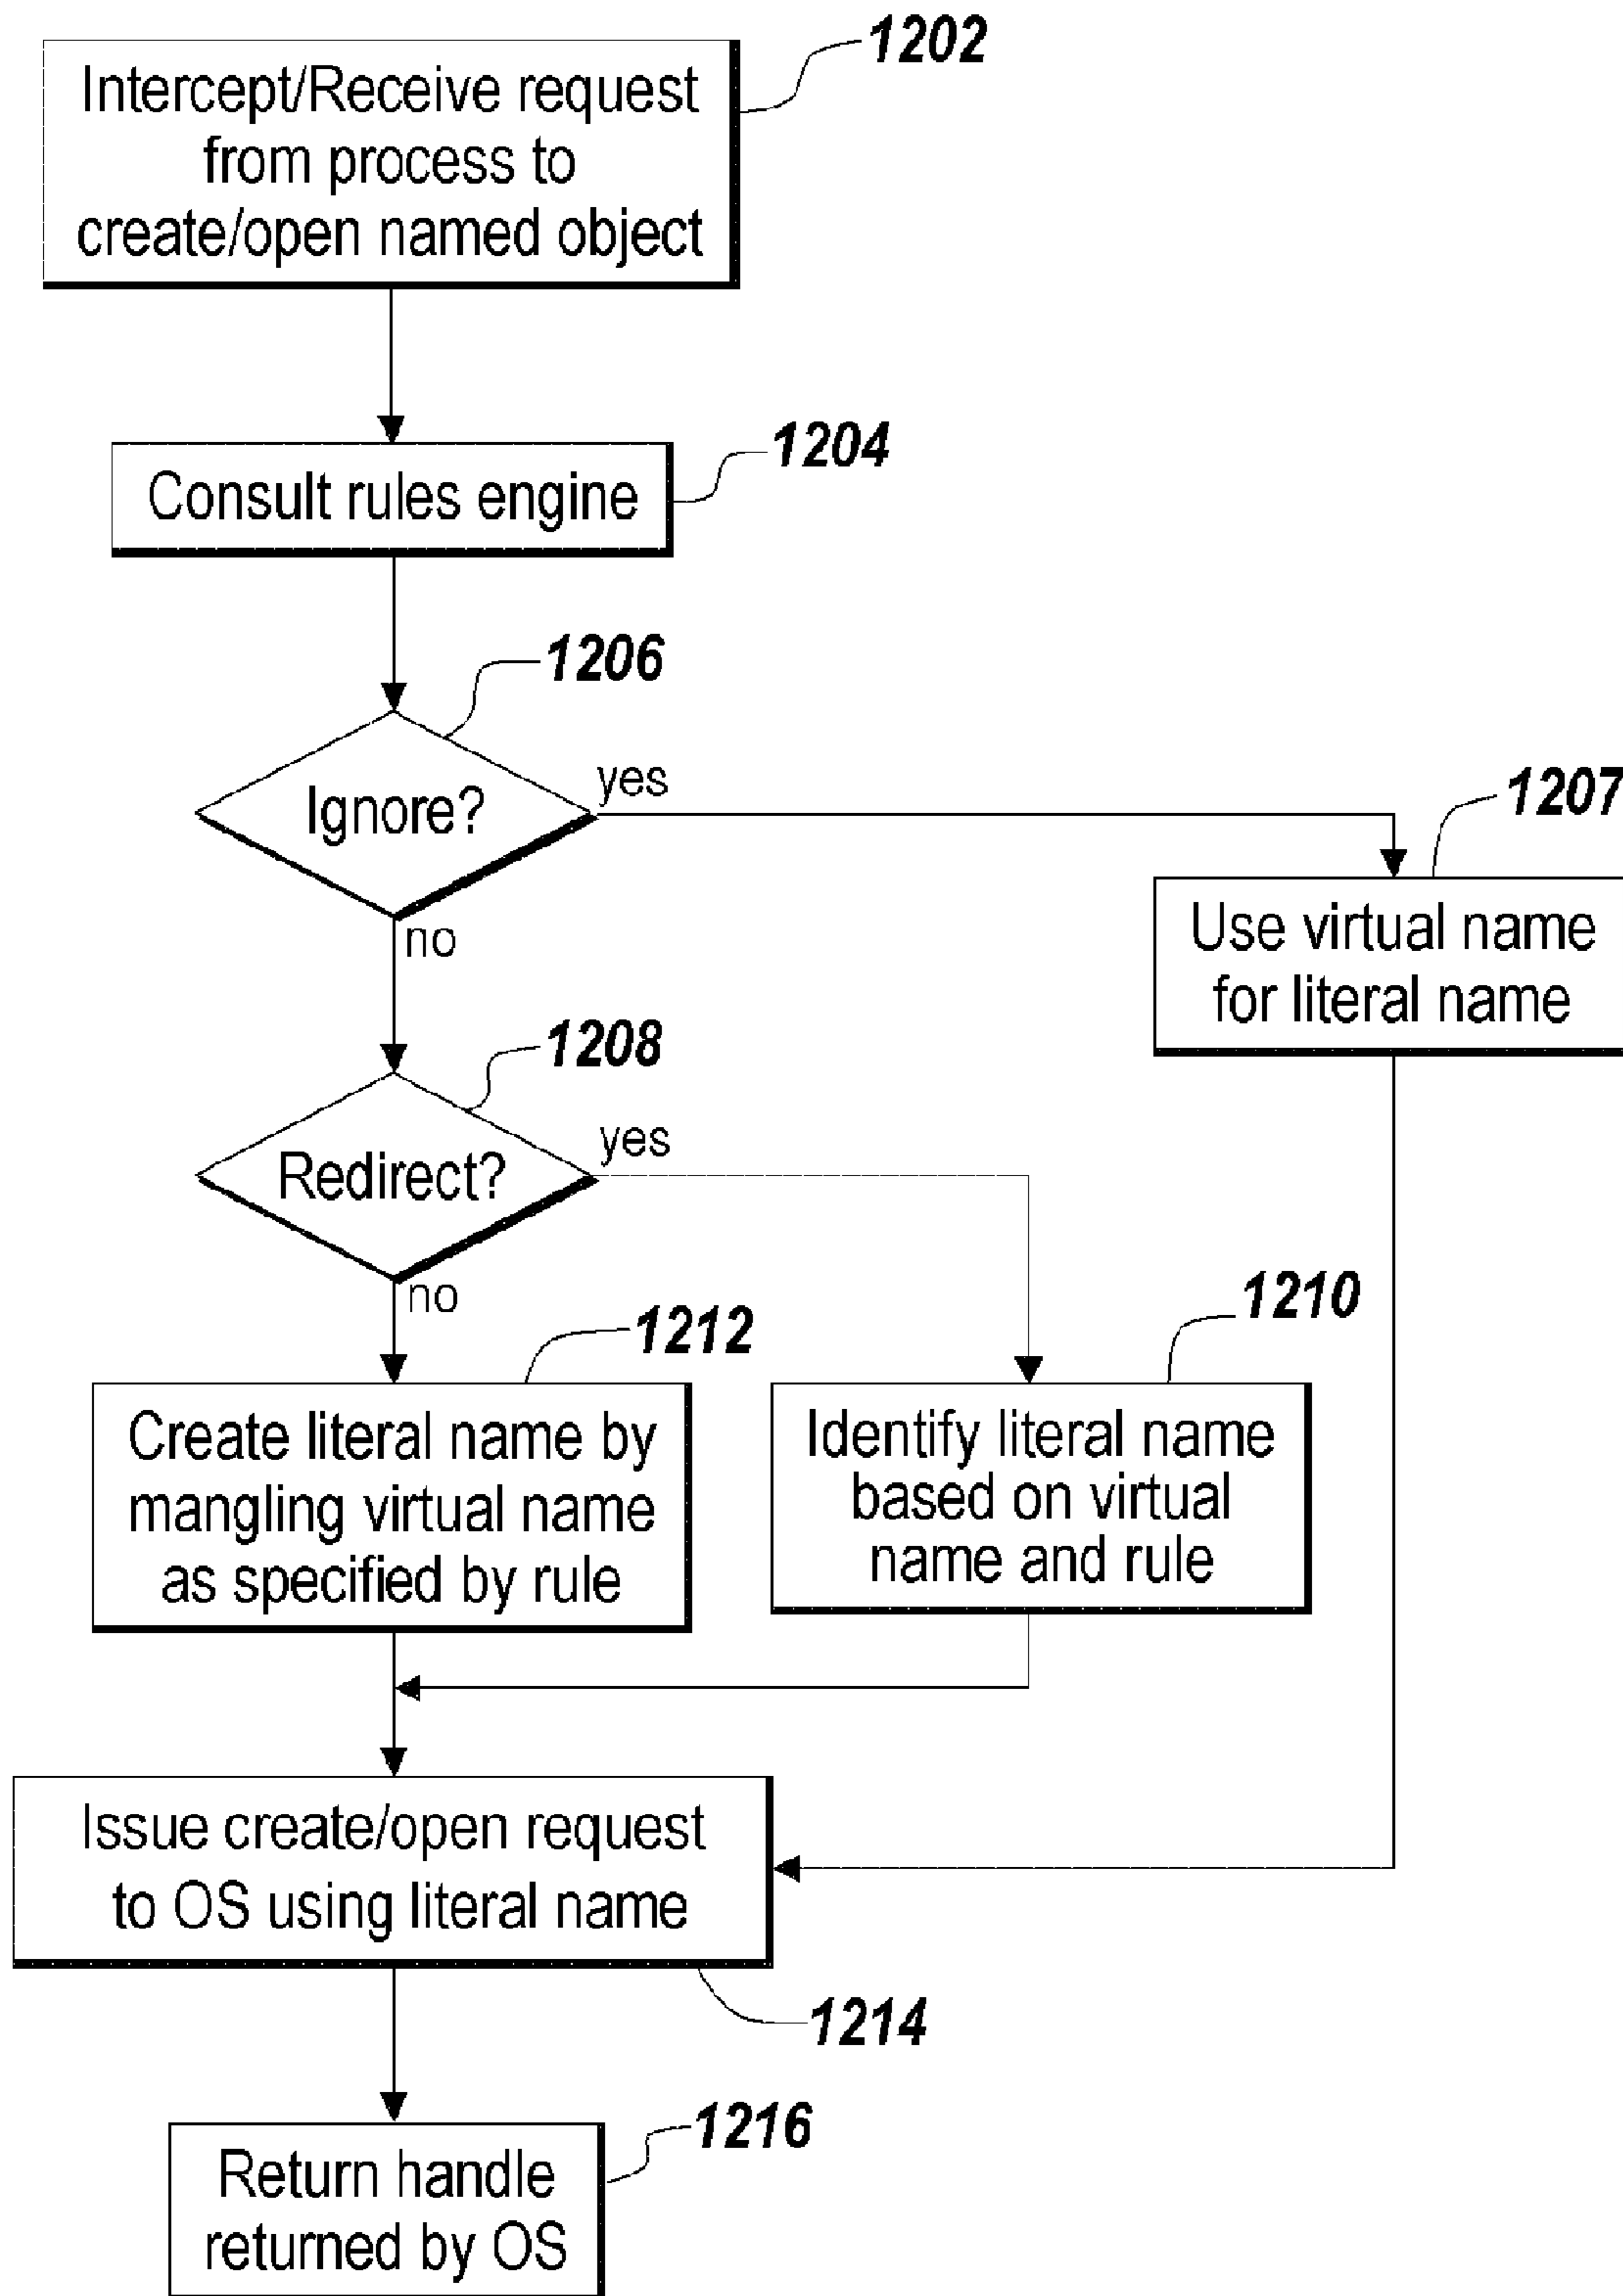 1202
Intercept/Receive request
from process to
create/open named object
1204
Consult rules engine
1206
Ignore?
yes
no
1207
Use virtual name
for literal name
1208
Redirect?
yes
no
1212
Create literal name by
mangling virtual name
as specified by rule
1210
Identify literal name
based on virtual
name and rule
Issue create/open request
to OS using literal name
1214
1216
Return handle
returned by OS